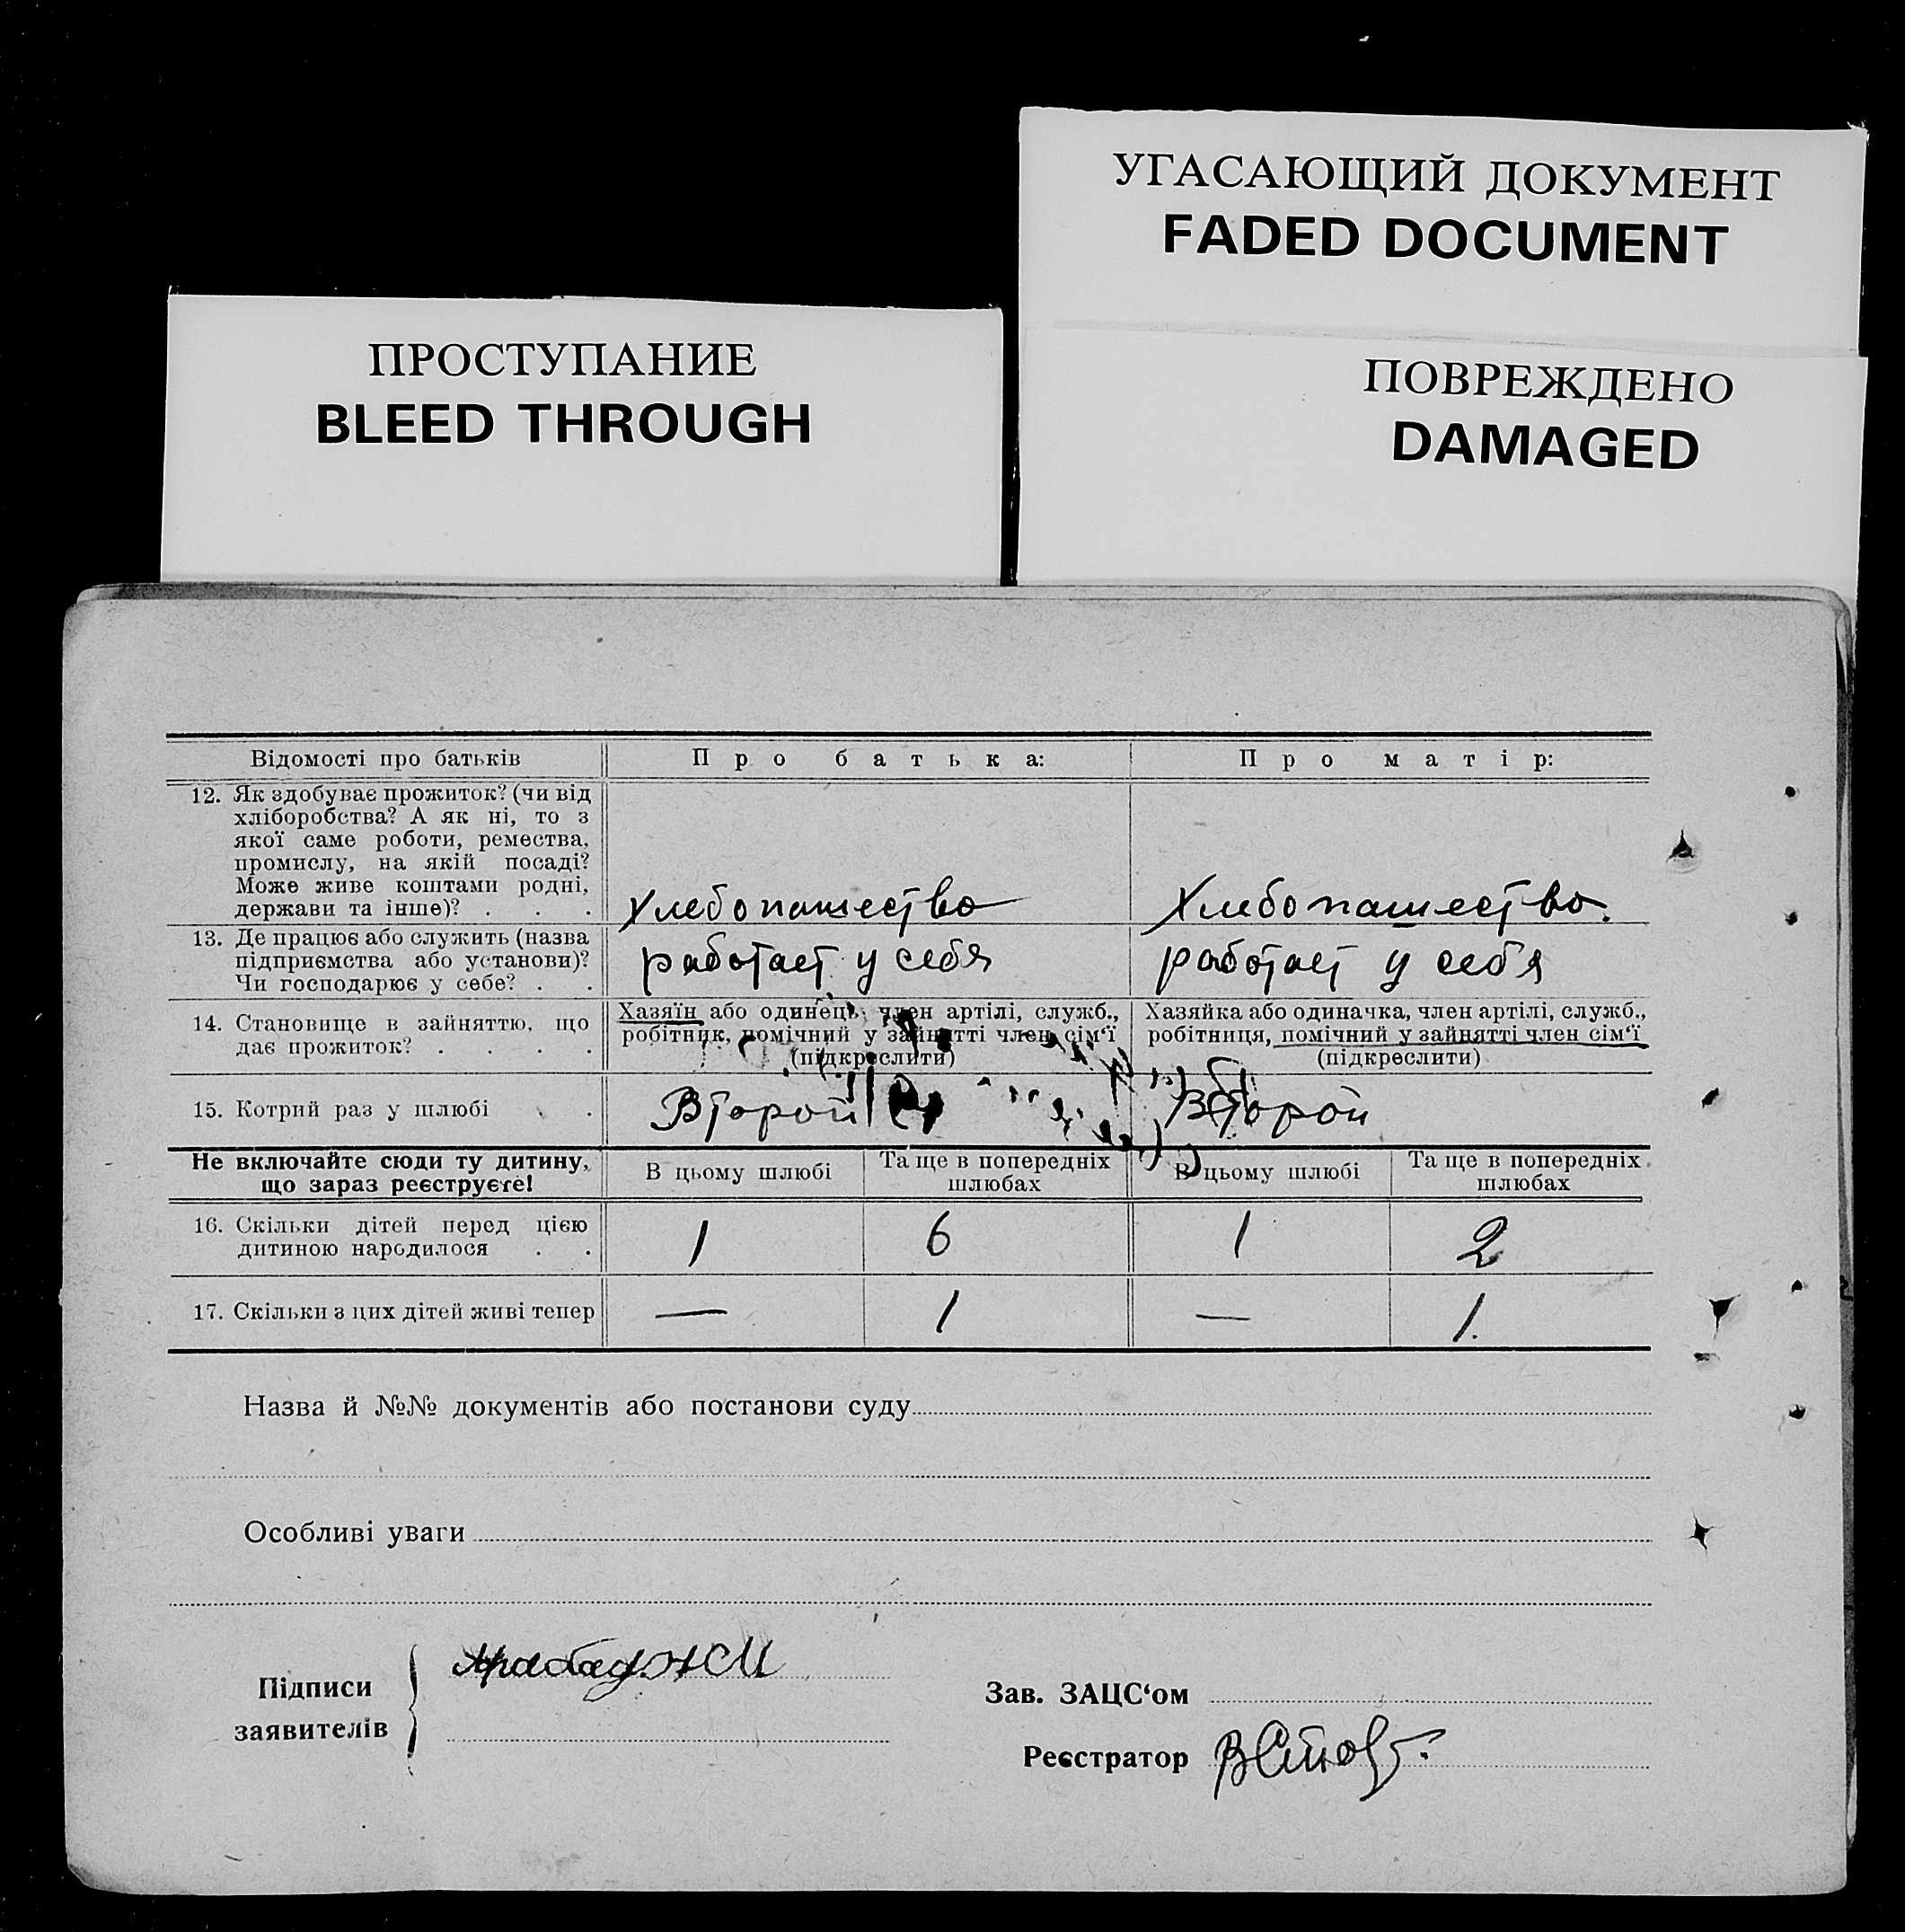 УГАСАЮЩИЙ ДОКУМЕНТ
FADED DOCUMENT
ПРОСТУПАНИЕ
BLEED THROUGH
ПОВРЕЖДЕНО
DAMAGED
Відомості про батьків
Про батька:
Про матір:
12. Як здобуває прожиток? (чи від
хліборобства? А як ні, то з
якої саме роботи, ремества,
промислу, на якій посаді?
Може живе коштами родні,
держави та інше)? . . .
Хлебопашество
Хлебопашество.
13. Де працює або служить (назва
підприємства або установи)?
Чи господарює у себе? . .
работает у себя
работает у себя
14. Становище в зайняттю, що
дає прожиток? . . . .
Хазяїн або одинець, член артілі, служб.,
робітник, помічний у зайнятті член сім‘ї
(підкреслити)
Хазяйка або одиначка, член артілі, служб.,
робітниця, помічний у зайнятті член сім‘ї
(підкреслити)
15. Котрий раз у шлюбі . .
Второй
Второй
Не включайте сюди ту дитину,
що зараз реєструєте!
В цьому шлюбі
Та ще в попередніх
шлюбах
В цьому шлюбі
Та ще в попередніх
шлюбах
16. Скільки дітей перед цією
дитиною народилося . .
1
6
1
2
17. Скільки з цих дітей живі тепер
—
1
—
1.
Назва й №№ документів або постанови суду
Особливі уваги
Підписи
заявителів
Арабаджи
Зав. ЗАЦС‘ом
Реєстратор